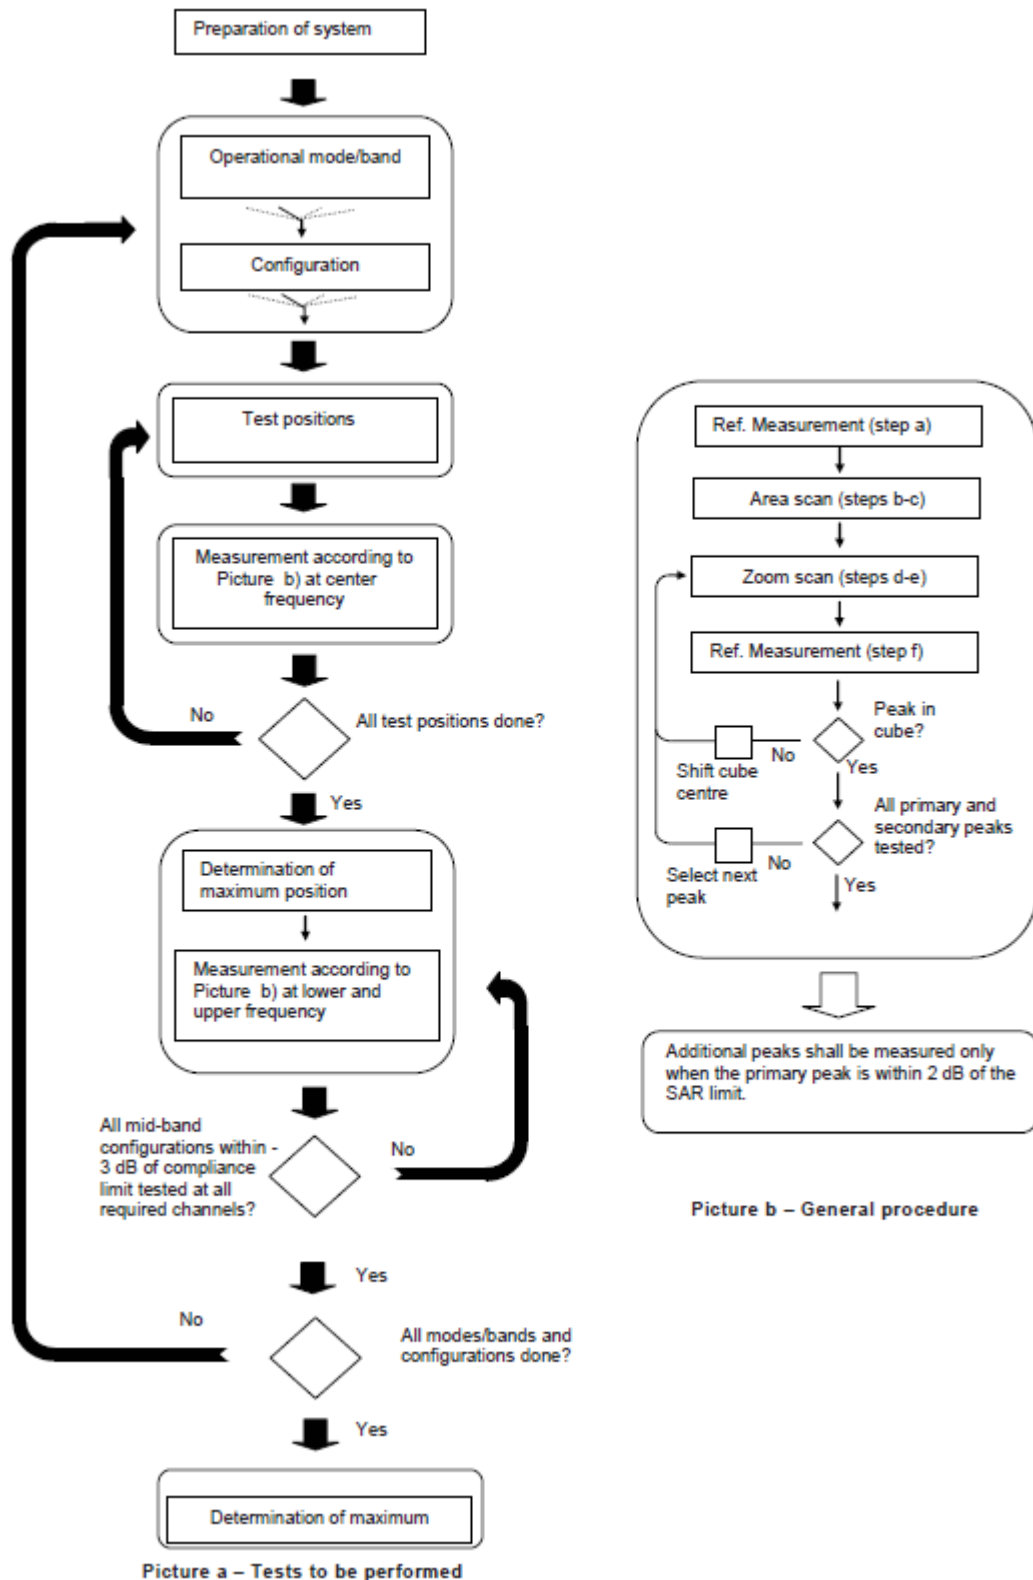 Preparation of system
Operational mode/band
Configuration
Test positions
Measurement according to
Picture b) at center
frequency
No
All test positions done?
Yes
Determination of
maximum position
Measurement according to
Picture b) at lower and
upper frequency
All mid-band
configurations within -
3 dB of compliance
limit tested at all
required channels?
No
Yes
No
All modes/bands and
configurations done?
Yes
Determination of maximum
Picture a – Tests to be performed
Ref. Measurement (step a)
Area scan (steps b-c)
Zoom scan (steps d-e)
Ref. Measurement (step f)
Peak in
cube?
No
Yes
Shift cube
centre
All primary and
secondary peaks
tested?
No
Yes
Select next
peak
Additional peaks shall be measured only
when the primary peak is within 2 dB of the
SAR limit.
Picture b – General procedure